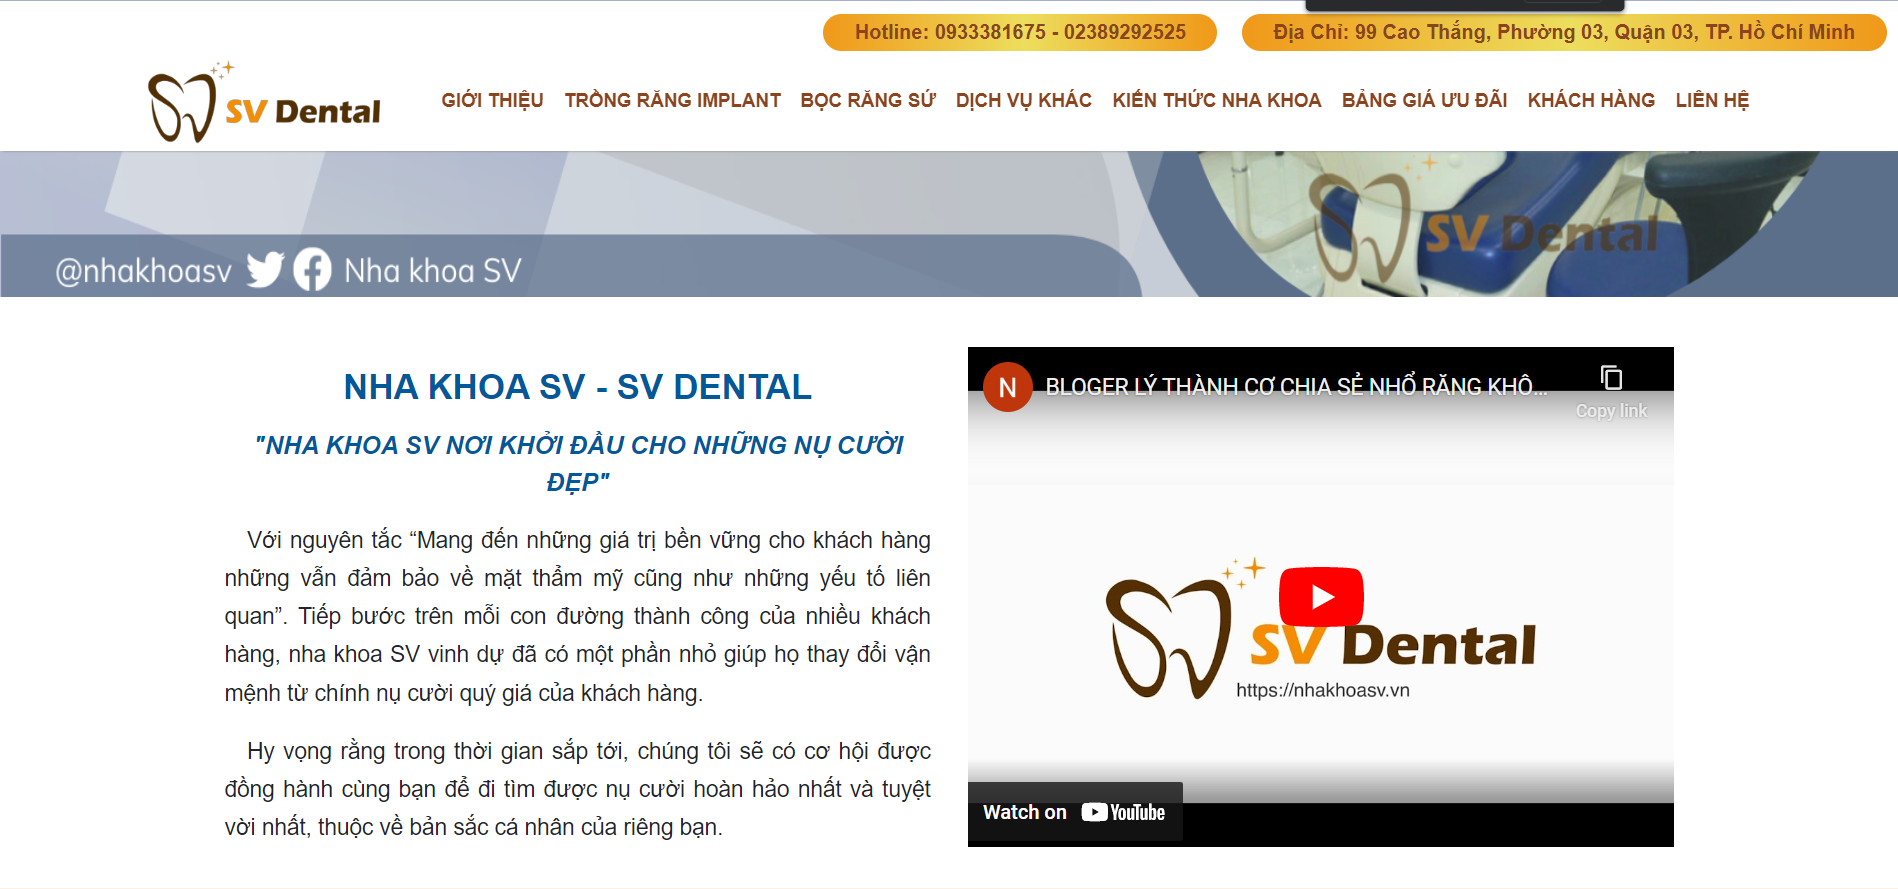 Hotline: 0933381675 - 02389292525
Địa Chỉ: 99 Cao Thắng, Phường 03, Quận 03, TP. Hồ Chí Minh
SV Dental
GIỚI THIỆU
TRỒNG RĂNG IMPLANT
BỌC RĂNG SỨ
DỊCH VỤ KHÁC
KIẾN THỨC NHA KHOA
BẢNG GIÁ ƯU ĐÃI
KHÁCH HÀNG
LIÊN HỆ
SV Dental
@nhakhoasv
Nha khoa SV
NHA KHOA SV - SV DENTAL
"NHA KHOA SV NƠI KHỞI ĐẦU CHO NHỮNG NỤ CƯỜI
ĐẸP"
Với nguyên tắc “Mang đến những giá trị bền vững cho khách hàng
những vẫn đảm bảo về mặt thẩm mỹ cũng như những yếu tố liên
quan”. Tiếp bước trên mỗi con đường thành công của nhiều khách
hàng, nha khoa SV vinh dự đã có một phần nhỏ giúp họ thay đổi vận
mệnh từ chính nụ cười quý giá của khách hàng.
Hy vọng rằng trong thời gian sắp tới, chúng tôi sẽ có cơ hội được
đồng hành cùng bạn để đi tìm được nụ cười hoàn hảo nhất và tuyệt
vời nhất, thuộc về bản sắc cá nhân của riêng bạn.
N
BLOGER LÝ THÀNH CƠ CHIA SẺ NHỔ RĂNG KHÔ...
Copy link
SV Dental
https://nhakhoasv.vn
Watch on YouTube